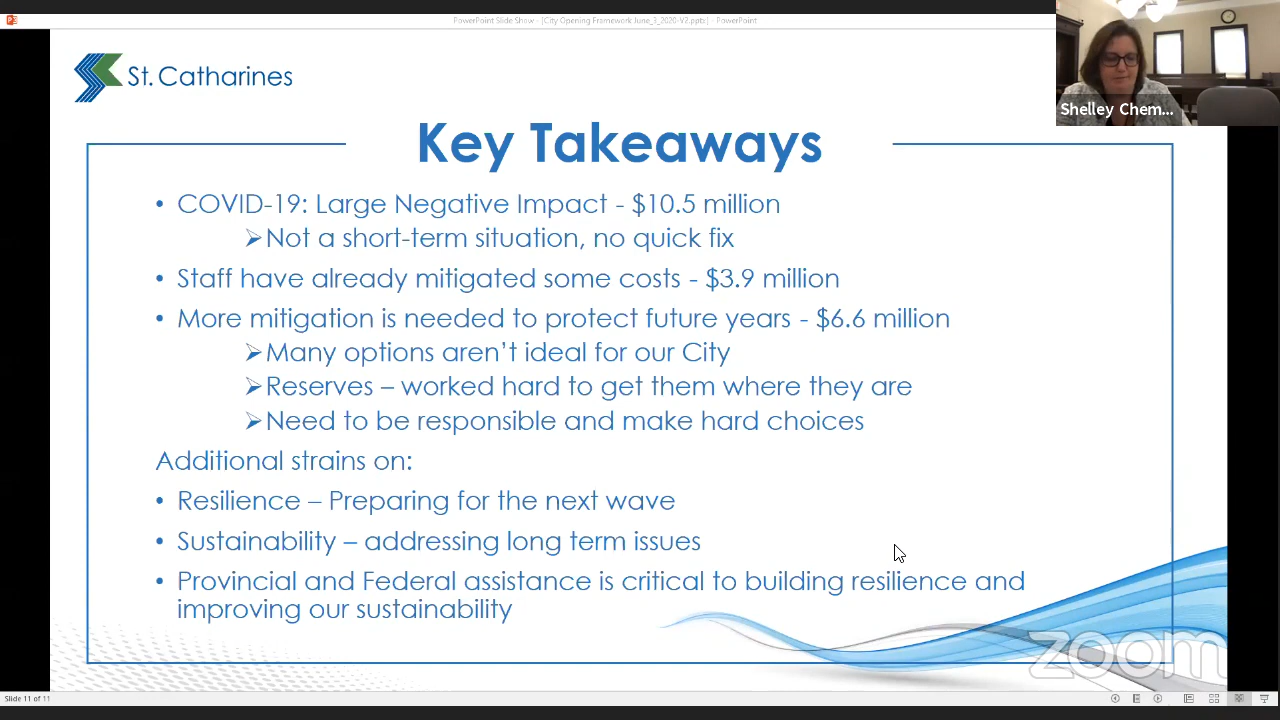 PowerPoint Slide Show - [City Opening Framework June_3_2020-V2.pptx] - PowerPoint
St. Catharines
Shelley Chem...
Key Takeaways
• COVID-19: Large Negative Impact - $10.5 million
➢Not a short-term situation, no quick fix
• Staff have already mitigated some costs - $3.9 million
• More mitigation is needed to protect future years - $6.6 million
➢Many options aren't ideal for our City
➢Reserves – worked hard to get them where they are
➢Need to be responsible and make hard choices
Additional strains on:
• Resilience – Preparing for the next wave
• Sustainability – addressing long term issues
• Provincial and Federal assistance is critical to building resilience and
improving our sustainability
zoom
Slide 11 of 11